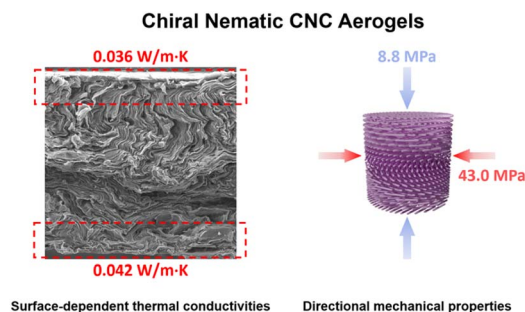 Chiral Nematic CNC Aerogels
0.036 W/m·K
0.042 W/m·K
Surface-dependent thermal conductivities
8.8 MPa
43.0 MPa
Directional mechanical properties